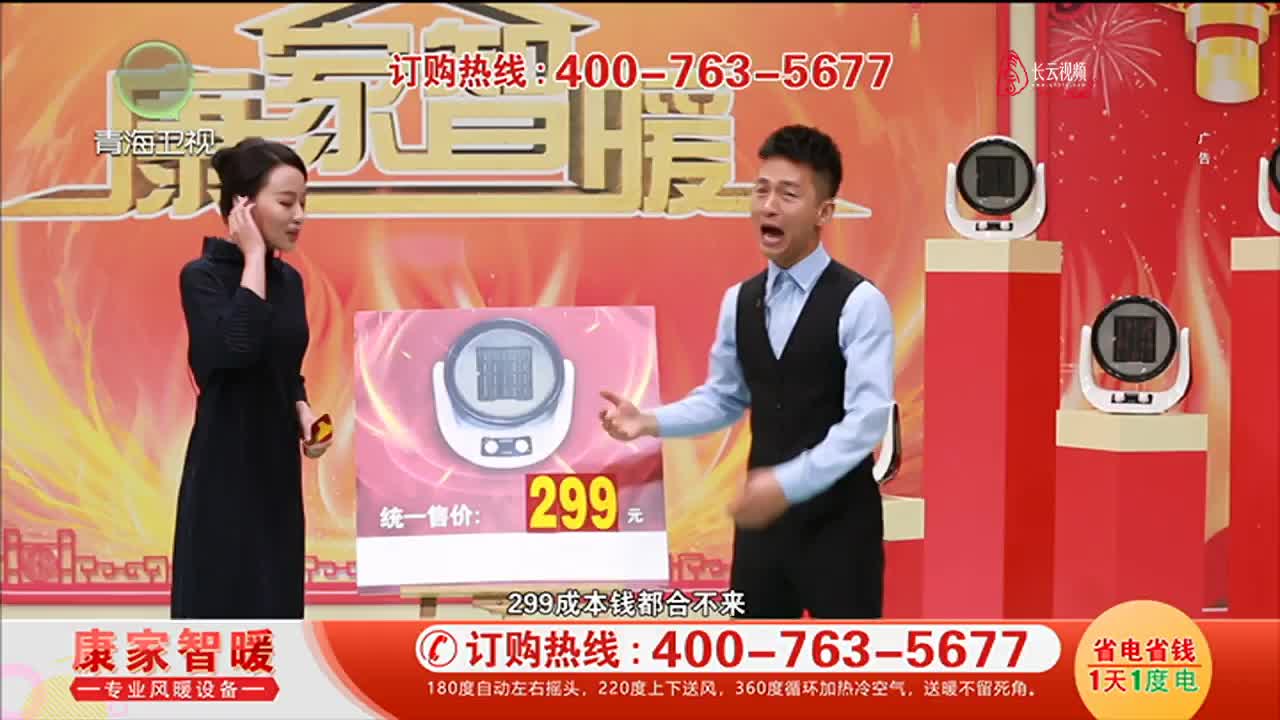 康家智暖
订购热线:400-763-5677
长云视频
青海卫视
广告
统一售价: 299 元
299成本钱都合不来
康家智暖
专业风暖设备
订购热线:400-763-5677
180度自动左右摇头，220度上下送风，360度循环加热冷空气，送暖不留死角。
省电省钱
1天1度电